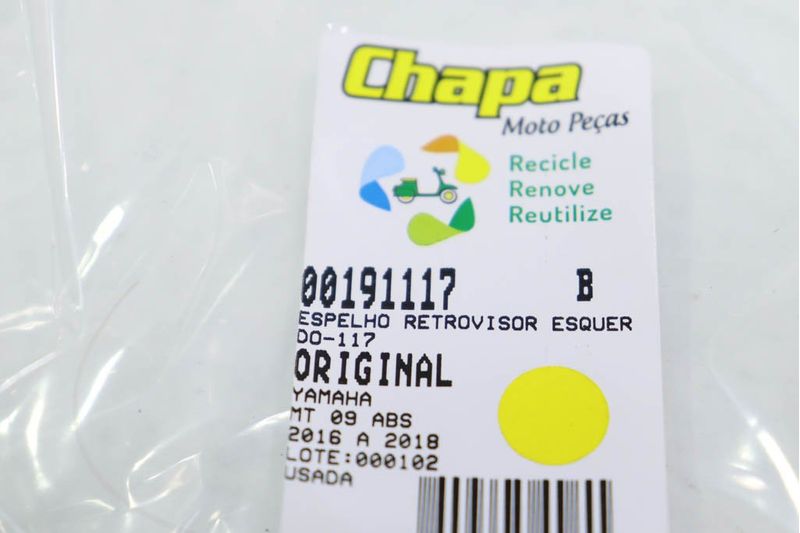 Chapa
Moto Peças
Recicle
Renove
Reutilize
00191117 B
ESPELHO RETROVISOR ESQUER
DO-117
ORIGINAL
YAMAHA
MT 09 ABS
2016 A 2018
LOTE:000102
USADA